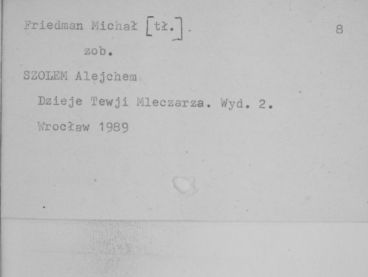 Friedman Michał [tł.]. 8
zob.
SZOLEM Alejchem
Dzieje Tewji Mleczarza. Wyd. 2.
Wrocław 1989